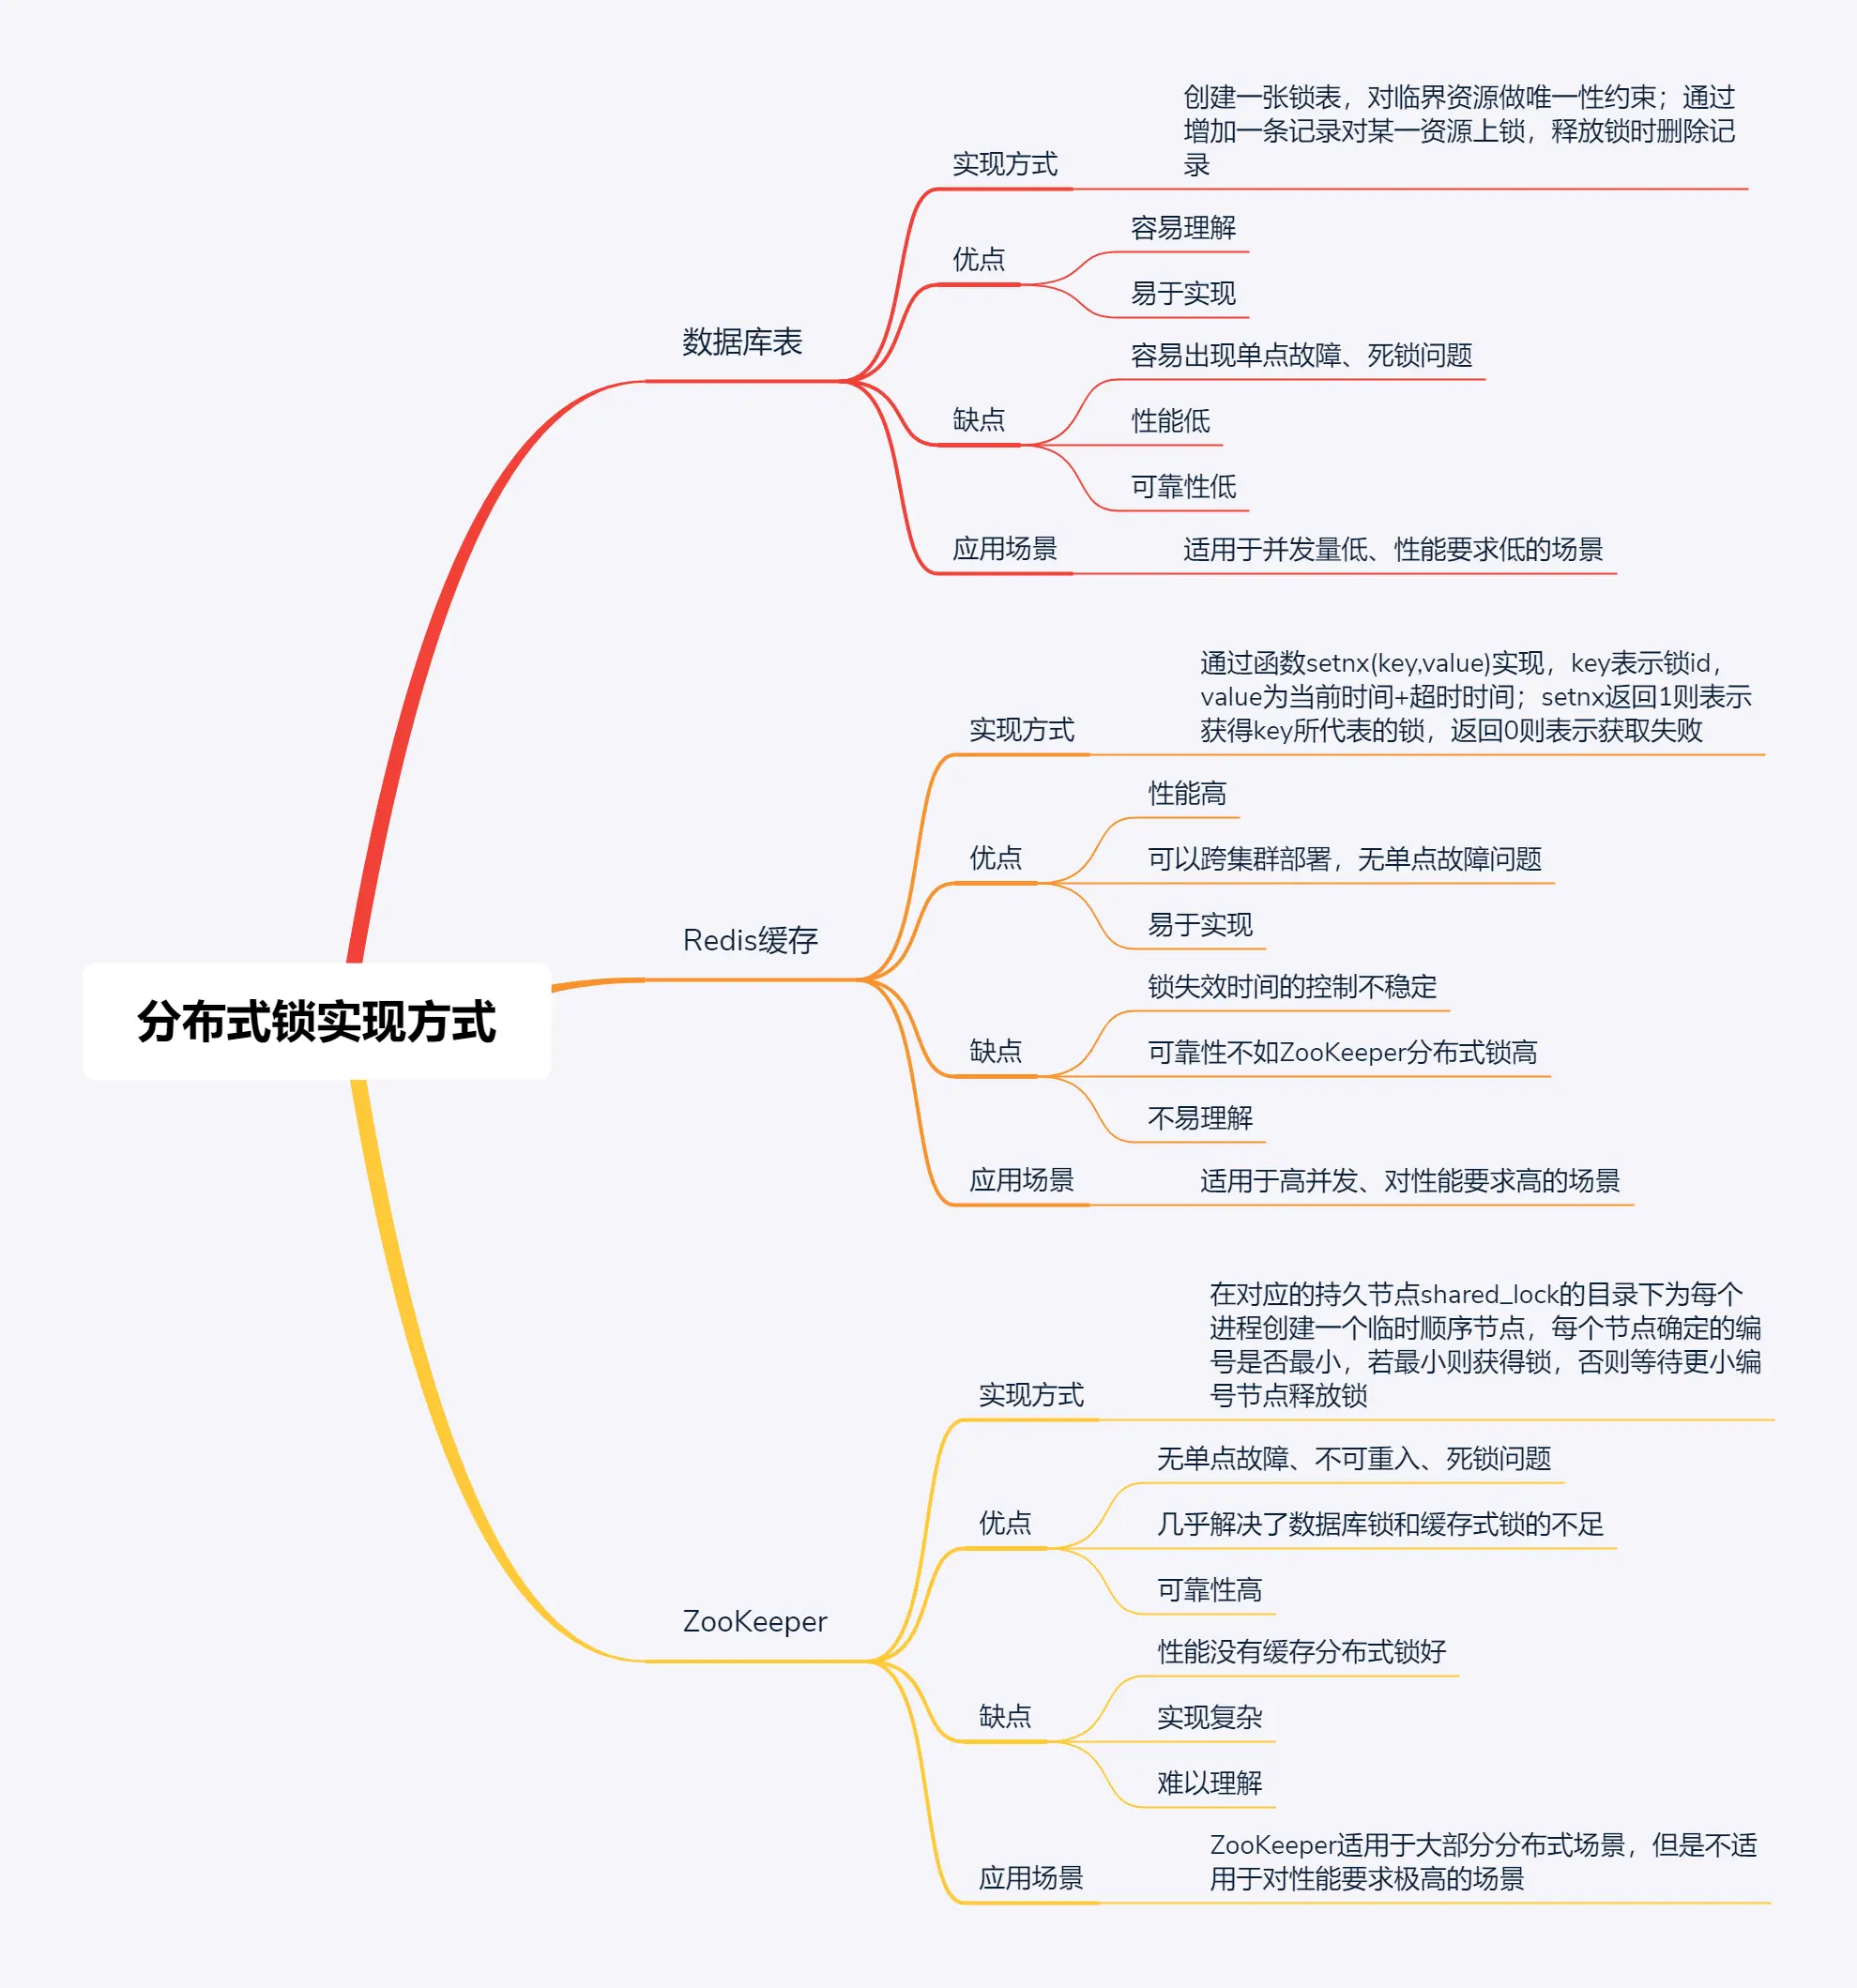 分布式锁实现方式
数据库表
实现方式
创建一张锁表，对临界资源做唯一性约束；通过
增加一条记录对某一资源上锁，释放锁时删除记
录
优点
容易理解
易于实现
缺点
容易出现单点故障、死锁问题
性能低
可靠性低
应用场景
适用于并发量低、性能要求低的场景
Redis缓存
实现方式
通过函数setnx(key,value)实现，key表示锁id，
value为当前时间+超时时间；setnx返回1则表示
获得key所代表的锁，返回0则表示获取失败
优点
性能高
可以跨集群部署，无单点故障问题
易于实现
缺点
锁失效时间的控制不稳定
可靠性不如ZooKeeper分布式锁高
不易理解
应用场景
适用于高并发、对性能要求高的场景
ZooKeeper
实现方式
在对应的持久节点shared_lock的目录下为每个
进程创建一个临时顺序节点，每个节点确定的编
号是否最小，若最小则获得锁，否则等待更小编
号节点释放锁
优点
无单点故障、不可重入、死锁问题
几乎解决了数据库锁和缓存式锁的不足
可靠性高
缺点
性能没有缓存分布式锁好
实现复杂
难以理解
应用场景
ZooKeeper适用于大部分分布式场景，但是不适
用于对性能要求极高的场景